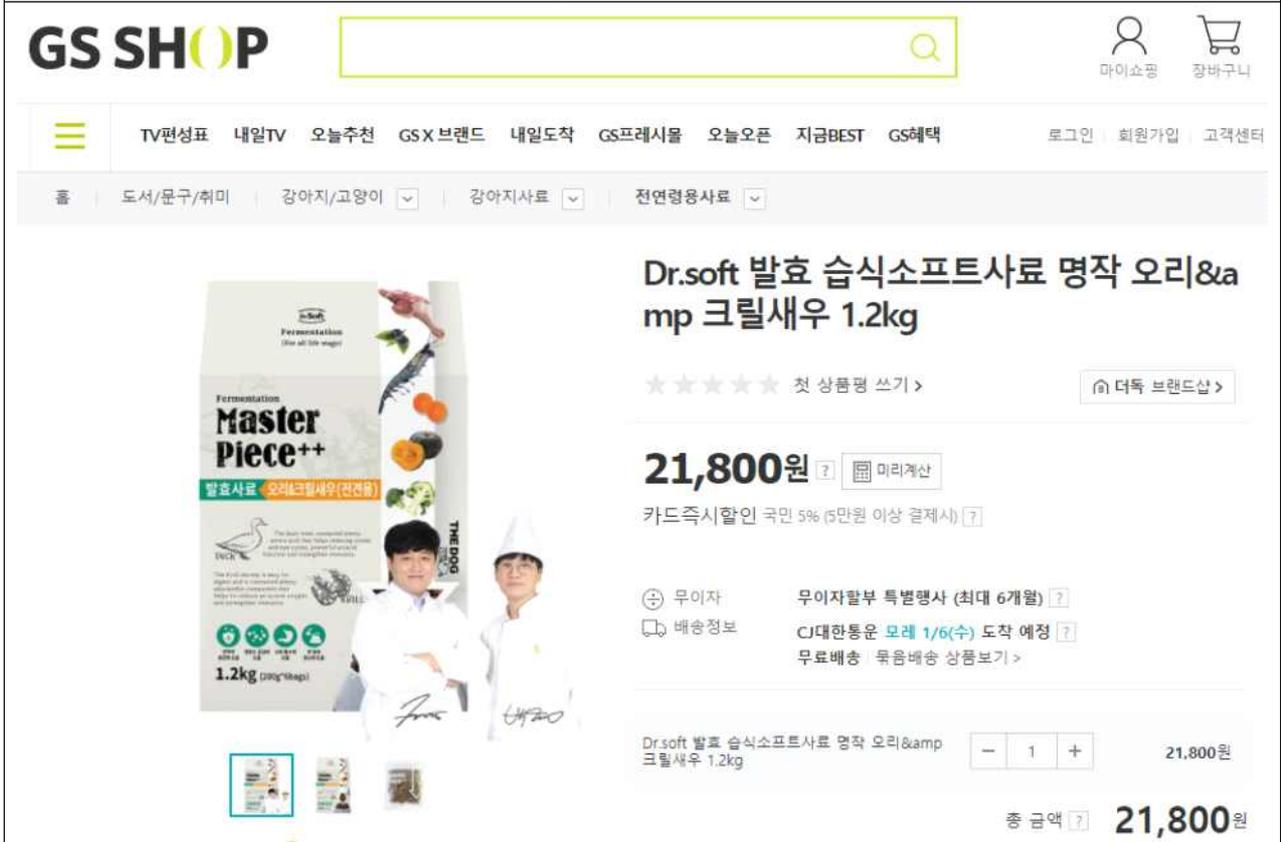 GS SHOP
마이쇼핑
장바구니
TV편성표 내일TV 오늘추천 GS X 브랜드 내일도착 GS프레시몰 오늘오픈 지금BEST GS혜택
로그인 회원가입 고객센터
홈 도서/문구/취미 강아지/고양이 강아지사료 전연령용사료
Dr.soft 발효 습식소프트사료 명작 오리&a
mp 크릴새우 1.2kg
첫 상품평 쓰기 >
더독 브랜드샵 >
21,800원 ? 미리계산
카드즉시할인 국민 5% (5만원 이상 결제시) ?
무이자 무이자할부 특별행사 (최대 6개월) ?
배송정보 CJ대한통운 모레 1/6(수) 도착 예정 ?
무료배송 묶음배송 상품보기 >
Dr.soft 발효 습식소프트사료 명작 오리&amp
크릴새우 1.2kg
− 1 +
21,800원
총 금액 ? 21,800원
Dr.Soft
Fermentation
(For all life stage)
Fermentation
Master
Piece++
발효사료 오리&크릴새우(전견용)
DUCK
KRILL
THE DOG
1.2kg (200g*6bags)